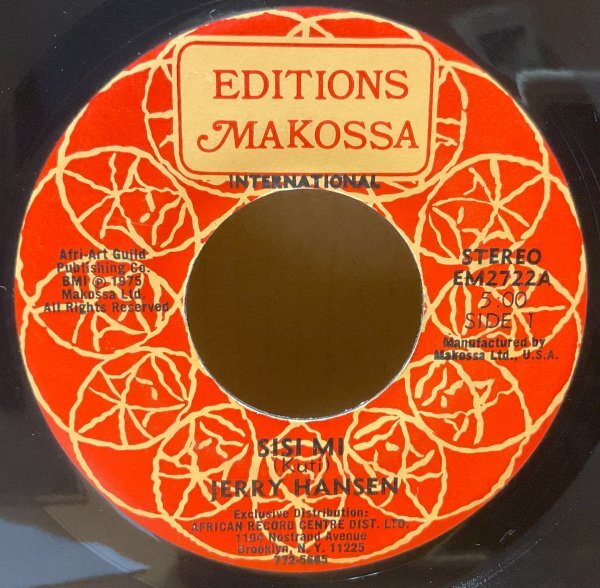 EDITIONS
MAKOSSA
INTERNATIONAL
Afri-Art Guild
Publishing Co.
BMI ℗ 1975
Makossa Ltd.
All Rights Reserved
STEREO
EM2722A
5:00
SIDE 1
Manufactured by
Makossa Ltd., U.S.A.
SISI MI
(Kuti)
JERRY HANSEN
Exclusive Distribution:
AFRICAN RECORD CENTRE DIST. LTD.
1194 Nostrand Avenue
Brooklyn, N. Y. 11225